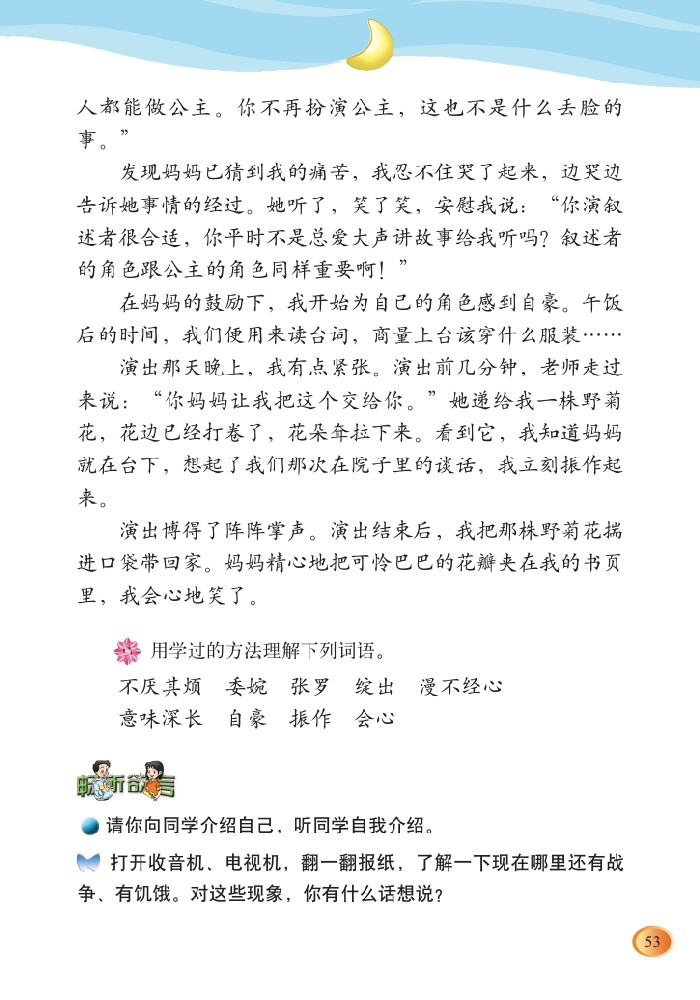 人都能做公主。你不再扮演公主，这也不是什么丢脸的
事。”
发现妈妈已猜到我的痛苦，我忍不住哭了起来，边哭边
告诉她事情的经过。她听了，笑了笑，安慰我说：“你演叙
述者很合适，你平时不是总爱大声讲故事给我听吗？叙述者
的角色跟公主的角色同样重要啊！”
在妈妈的鼓励下，我开始为自己的角色感到自豪。午饭
后的时间，我们便用来读台词，商量上台该穿什么服装……
演出那天晚上，我有点紧张。演出前几分钟，老师走过
来说：“你妈妈让我把这个交给你。”她递给我一株野菊
花，花边已经打卷了，花朵耷拉下来。看到它，我知道妈妈
就在台下，想起了我们那次在院子里的谈话，我立刻振作起
来。
演出博得了阵阵掌声。演出结束后，我把那株野菊花揣
进口袋带回家。妈妈精心地把可怜巴巴的花瓣夹在我的书页
里，我会心地笑了。
用学过的方法理解下列词语。
不厌其烦 委婉 张罗 绽出 漫不经心
意味深长 自豪 振作 会心
畅所欲言
请你向同学介绍自己，听同学自我介绍。
打开收音机、电视机，翻一翻报纸，了解一下现在哪里还有战
争、有饥饿。对这些现象，你有什么话想说？
53